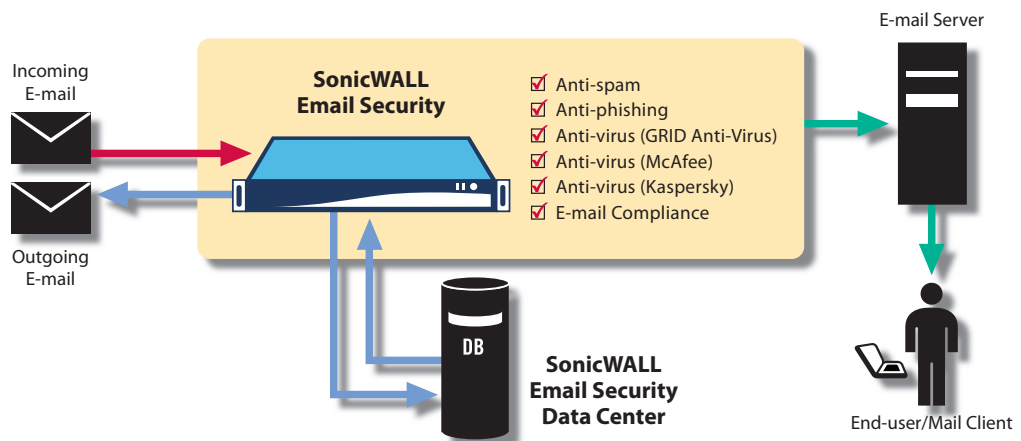 Incoming
E-mail
Outgoing
E-mail
SonicWALL
Email Security
Anti-spam
Anti-phishing
Anti-virus (GRID Anti-Virus)
Anti-virus (McAfee)
Anti-virus (Kaspersky)
E-mail Compliance
DB
SonicWALL
Email Security
Data Center
E-mail Server
End-user/Mail Client